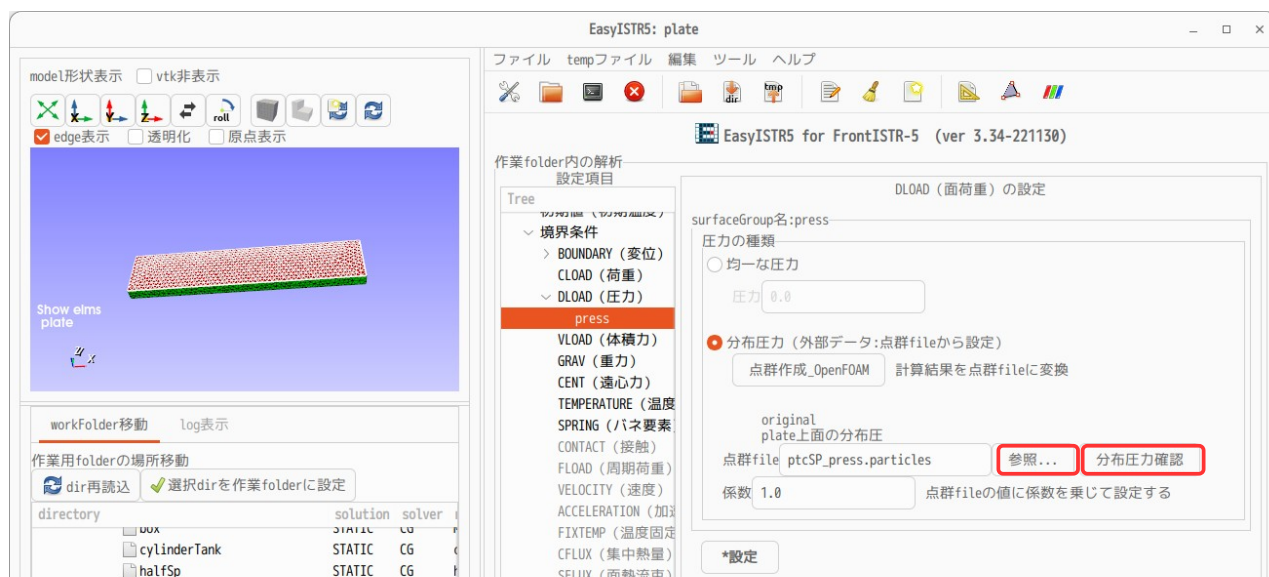 EasyISTR5: plate
model形状表示 vtk非表示
roll
edge表示 透明化 原点表示
Show elms
plate
workFolder移動 log表示
作業用folderの場所移動
dir再読込 選択dirを作業folderに設定
directory solution solver
box STATIC CG
cylinderTank STATIC CG
halfSp STATIC CG
ファイル tempファイル 編集 ツール ヘルプ
dir tmp
EasyISTR5 for FrontISTR-5 (ver 3.34-221130)
作業folder内の解析
設定項目
Tree
初期値（初期温度）
境界条件
BOUNDARY（変位）
CLOAD（荷重）
DLOAD（圧力）
press
VLOAD（体積力）
GRAV（重力）
CENT（遠心力）
TEMPERATURE（温度
SPRING（バネ要素
CONTACT（接触）
FLOAD（周期荷重）
VELOCITY（速度）
ACCELERATION（加速
FIXTEMP（温度固定
CFLUX（集中熱量）
SFLUX（面熱流束）
DLOAD（面荷重）の設定
surfaceGroup名:press
圧力の種類
均一な圧力
圧力 0.0
分布圧力（外部データ:点群fileから設定）
点群作成_OpenFOAM 計算結果を点群fileに変換
original
plate上面の分布圧
点群file ptcSP_press.particles 参照... 分布圧力確認
係数 1.0 点群fileの値に係数を乗じて設定する
*設定